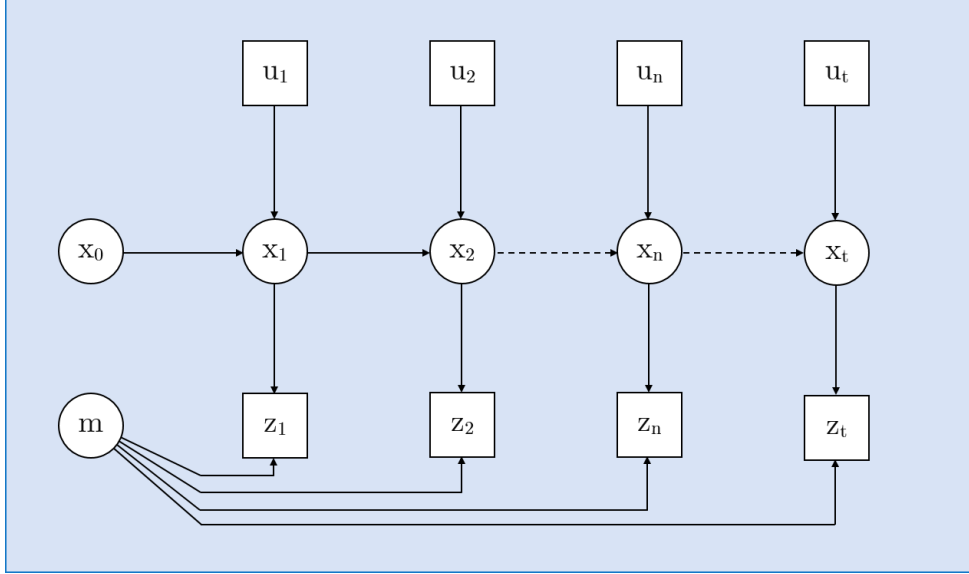 u₁ u₂ uₙ uₜ
x₀ x₁ x₂ xₙ xₜ
m z₁ z₂ zₙ zₜ